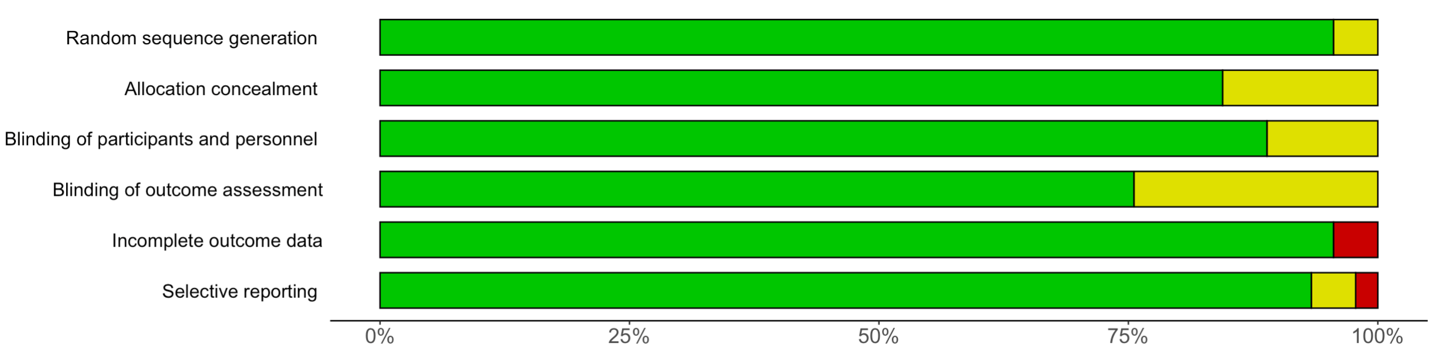 Random sequence generation
Allocation concealment
Blinding of participants and personnel
Blinding of outcome assessment
Incomplete outcome data
Selective reporting
0% 25% 50% 75% 100%